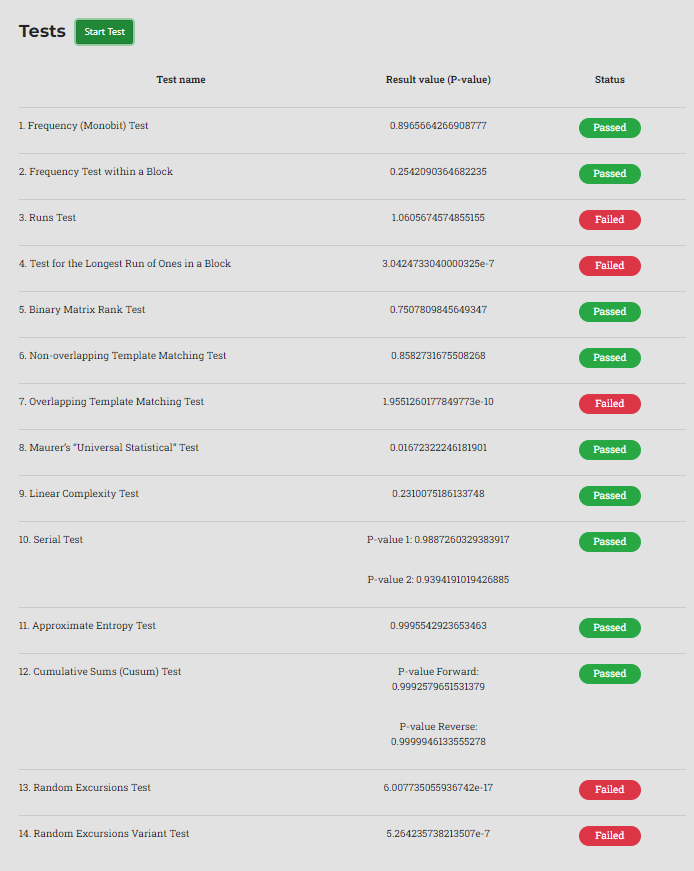 Tests Start Test
Test name Result value (P-value) Status
1. Frequency (Monobit) Test 0.8965664266908777 Passed
2. Frequency Test within a Block 0.2542090364682235 Passed
3. Runs Test 1.0605674574855155 Failed
4. Test for the Longest Run of Ones in a Block 3.0424733040000325e-7 Failed
5. Binary Matrix Rank Test 0.7507809845649347 Passed
6. Non-overlapping Template Matching Test 0.8582731675508268 Passed
7. Overlapping Template Matching Test 1.9551260177849773e-10 Failed
8. Maurer's “Universal Statistical” Test 0.01672322246181901 Passed
9. Linear Complexity Test 0.2310075186133748 Passed
10. Serial Test P-value 1: 0.9887260329383917 Passed
P-value 2: 0.9394191019426885
11. Approximate Entropy Test 0.9995542923653463 Passed
12. Cumulative Sums (Cusum) Test P-value Forward: Passed
0.9992579651531379
P-value Reverse:
0.9999946133555278
13. Random Excursions Test 6.007735055936742e-17 Failed
14. Random Excursions Variant Test 5.264235738213507e-7 Failed